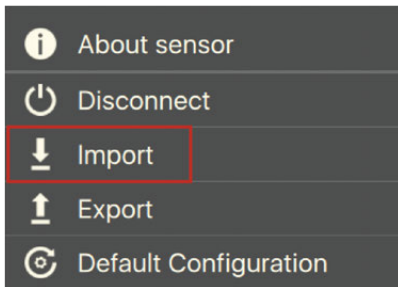 About sensor
Disconnect
Import
Export
Default Configuration